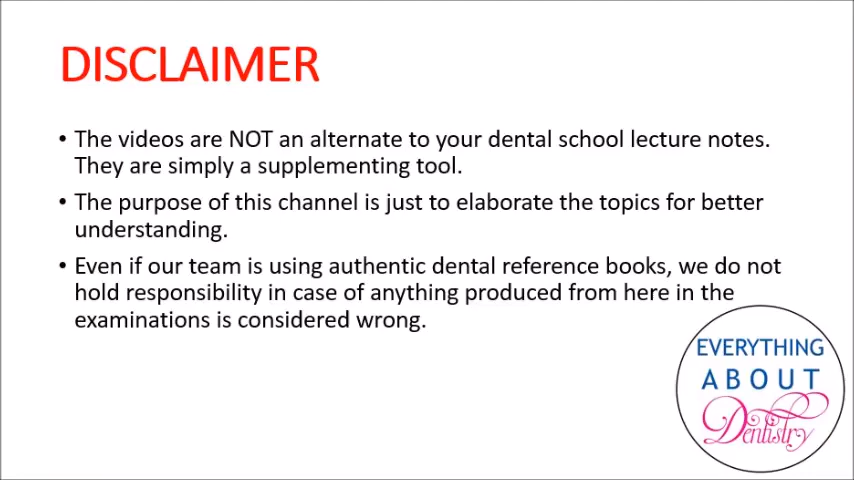 DISCLAIMER
• The videos are NOT an alternate to your dental school lecture notes.
They are simply a supplementing tool.
• The purpose of this channel is just to elaborate the topics for better
understanding.
• Even if our team is using authentic dental reference books, we do not
hold responsibility in case of anything produced from here in the
examinations is considered wrong.
EVERYTHING
ABOUT
Dentistry